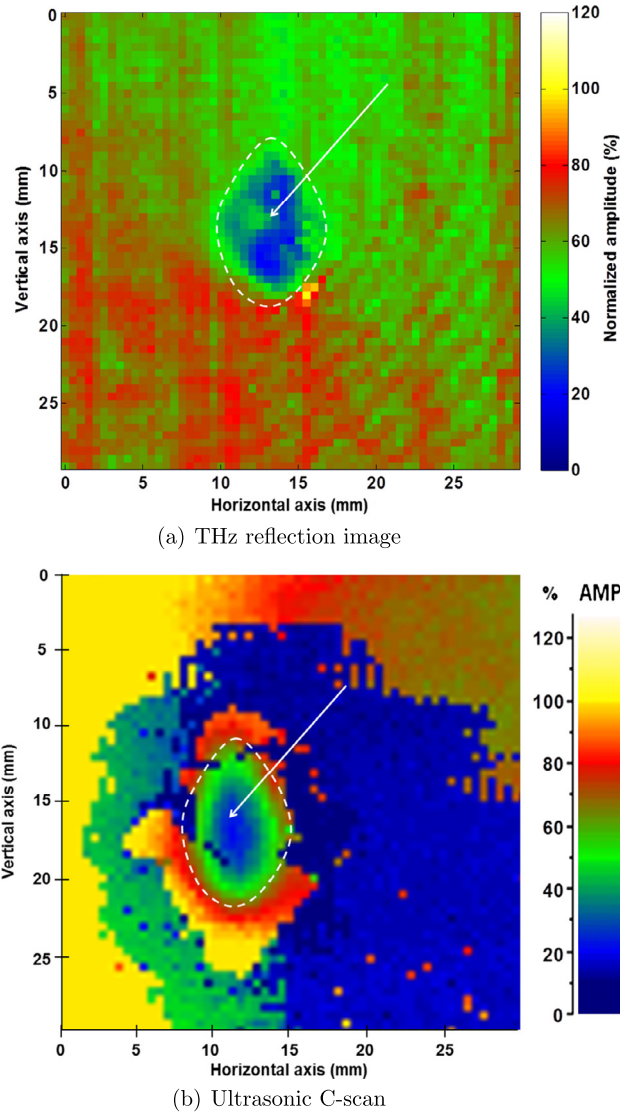 0
5
10
15
20
25
Vertical axis (mm)
0 5 10 15 20 25
Horizontal axis (mm)
120
100
80
60
40
20
0
Normalized amplitude (%)
(a) THz reflection image
0
5
10
15
20
25
Vertical axis (mm)
0 5 10 15 20 25
Horizontal axis (mm)
% AMP
120
100
80
60
40
20
0
(b) Ultrasonic C-scan